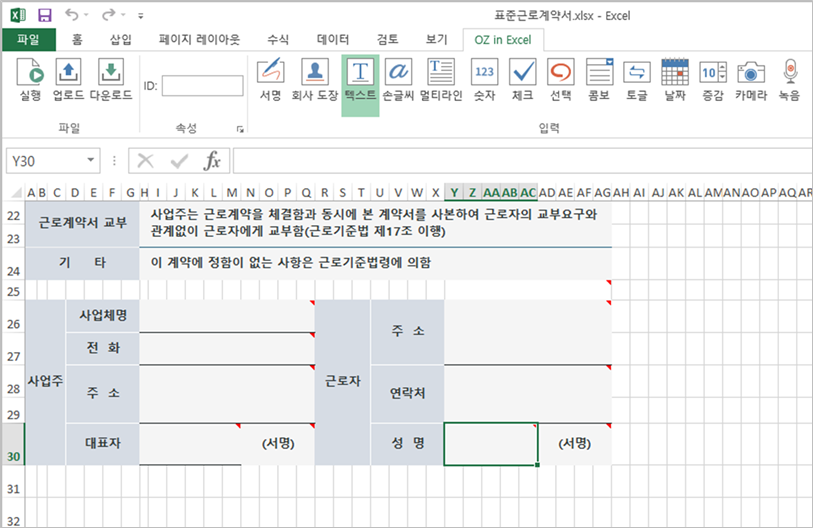 표준근로계약서.xlsx - Excel
파일 홈 삽입 페이지 레이아웃 수식 데이터 검토 보기 OZ in Excel
실행 업로드 다운로드 ID: 서명 회사 도장 텍스트 손글씨 멀티라인 숫자 체크 선택 콤보 토글 날짜 증감 카메라 녹음
파일 속성 입력
Y30 fx
A B C D E F G H I J K L M N O P Q R S T U V W X Y Z AA AB AC AD AE AF AG AH AI AJ AK AL AM AN AO AP AQ AR
22 근로계약서 교부 사업주는 근로계약을 체결함과 동시에 본 계약서를 사본하여 근로자의 교부요구와
23 관계없이 근로자에게 교부함(근로기준법 제17조 이행)
24 기 타 이 계약에 정함이 없는 사항은 근로기준법령에 의함
25
26 사업체명 주 소
27 전 화
사업주 근로자
28 주 소 연락처
29
30 대표자 (서명) 성 명 (서명)
31
32